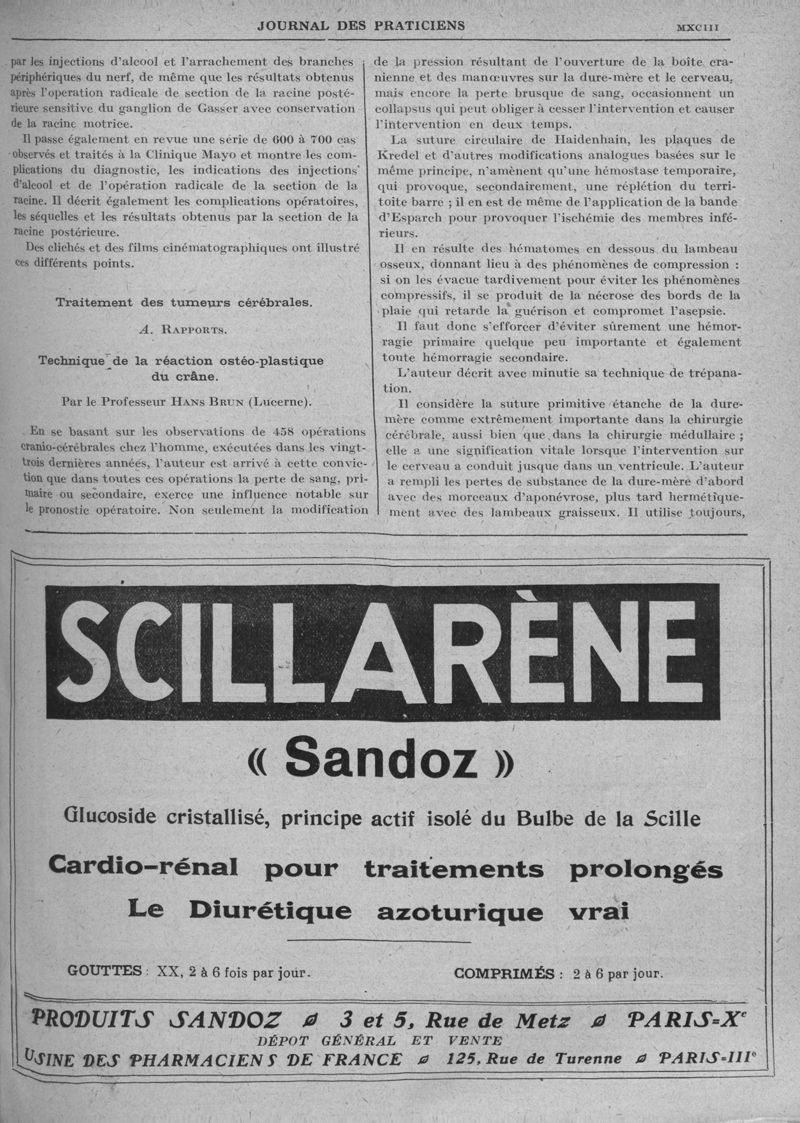 JOURNAL DES PRATICIENS
MXCIII
par les injections d'alcool et l'arrachement des branches
périphériques du nerf, de même que les résultats obtenus
après l'operation radicale de section de la racine posté-
rieure sensitive du ganglion de Gasser avec conservation
de la racine motrice.
Il passe également en revue une série de 600 à 700 cas
observés et traités à la Clinique Mayo et montre les com-
plications du diagnostic, les indications des injections
d'alcool et de l'opération radicale de la section de la
racine. Il décrit également les complications opératoires,
les séquelles et les résultats obtenus par la section de la
racine postérieure.
Des clichés et des films cinématographiques ont illustré
ces différents points.
Traitement des tumeurs cérébrales.
A. RAPPORTS.
Technique de la réaction ostéo-plastique
du crâne.
Par le Professeur HANS BRUN (Lucerne).
En se basant sur les observations de 458 opérations
cranio-cérébrales chez l'homme, exécutées dans les vingt-
trois dernières années, l'auteur est arrivé à cette convic-
tion que dans toutes ces opérations la perte de sang, pri-
maire ou secondaire, exerce une influence notable sur
le pronostic opératoire. Non seulement la modification
de la pression résultant de l'ouverture de la boîte cra-
nienne et des manœuvres sur la dure-mère et le cerveau,
mais encore la perte brusque de sang, occasionnent un
collapsus qui peut obliger à cesser l'intervention et causer
l'intervention en deux temps.
La suture circulaire de Haidenhain, les plaques de
Kredel et d'autres modifications analogues basées sur le
même principe, n'amènent qu'une hémostase temporaire,
qui provoque, secondairement, une réplétion du terri-
toite barre ; il en est de même de l'application de la bande
d'Esparch pour provoquer l'ischémie des membres infé-
rieurs.
Il en résulte des hématomes en dessous du lambeau
osseux, donnant lieu à des phénomènes de compression :
si on les évacue tardivement pour éviter les phénomènes
compressifs, il se produit de la nécrose des bords de la
plaie qui retarde la guérison et compromet l'asepsie.
Il faut donc s'efforcer d'éviter sûrement une hémor-
ragie primaire quelque peu importante et également
toute hémorragie secondaire.
L'auteur décrit avec minutie sa technique de trépana-
tion.
Il considère la suture primitive étanche de la dure-
mère comme extrêmement importante dans la chirurgie
cérébrale, aussi bien que dans la chirurgie médullaire ;
elle a une signification vitale lorsque l'intervention sur
le cerveau a conduit jusque dans un ventricule. L'auteur
a rempli les pertes de substance de la dure-mère d'abord
avec des morceaux d'aponévrose, plus tard hermétique-
ment avec des lambeaux graisseux. Il utilise toujours,
SCILLARÈNE
« Sandoz »
Glucoside cristallisé, principe actif isolé du Bulbe de la Scille
Cardio-rénal pour traitements prolongés
Le Diurétique azoturique vrai
GOUTTES : XX, 2 à 6 fois par jour.
COMPRIMÉS : 2 à 6 par jour.
PRODUITS SANDOZ 3 et 5, Rue de Metz PARIS-Xe
DÉPOT GÉNÉRAL ET VENTE
USINE DES PHARMACIENS DE FRANCE 125, Rue de Turenne PARIS-IIIe